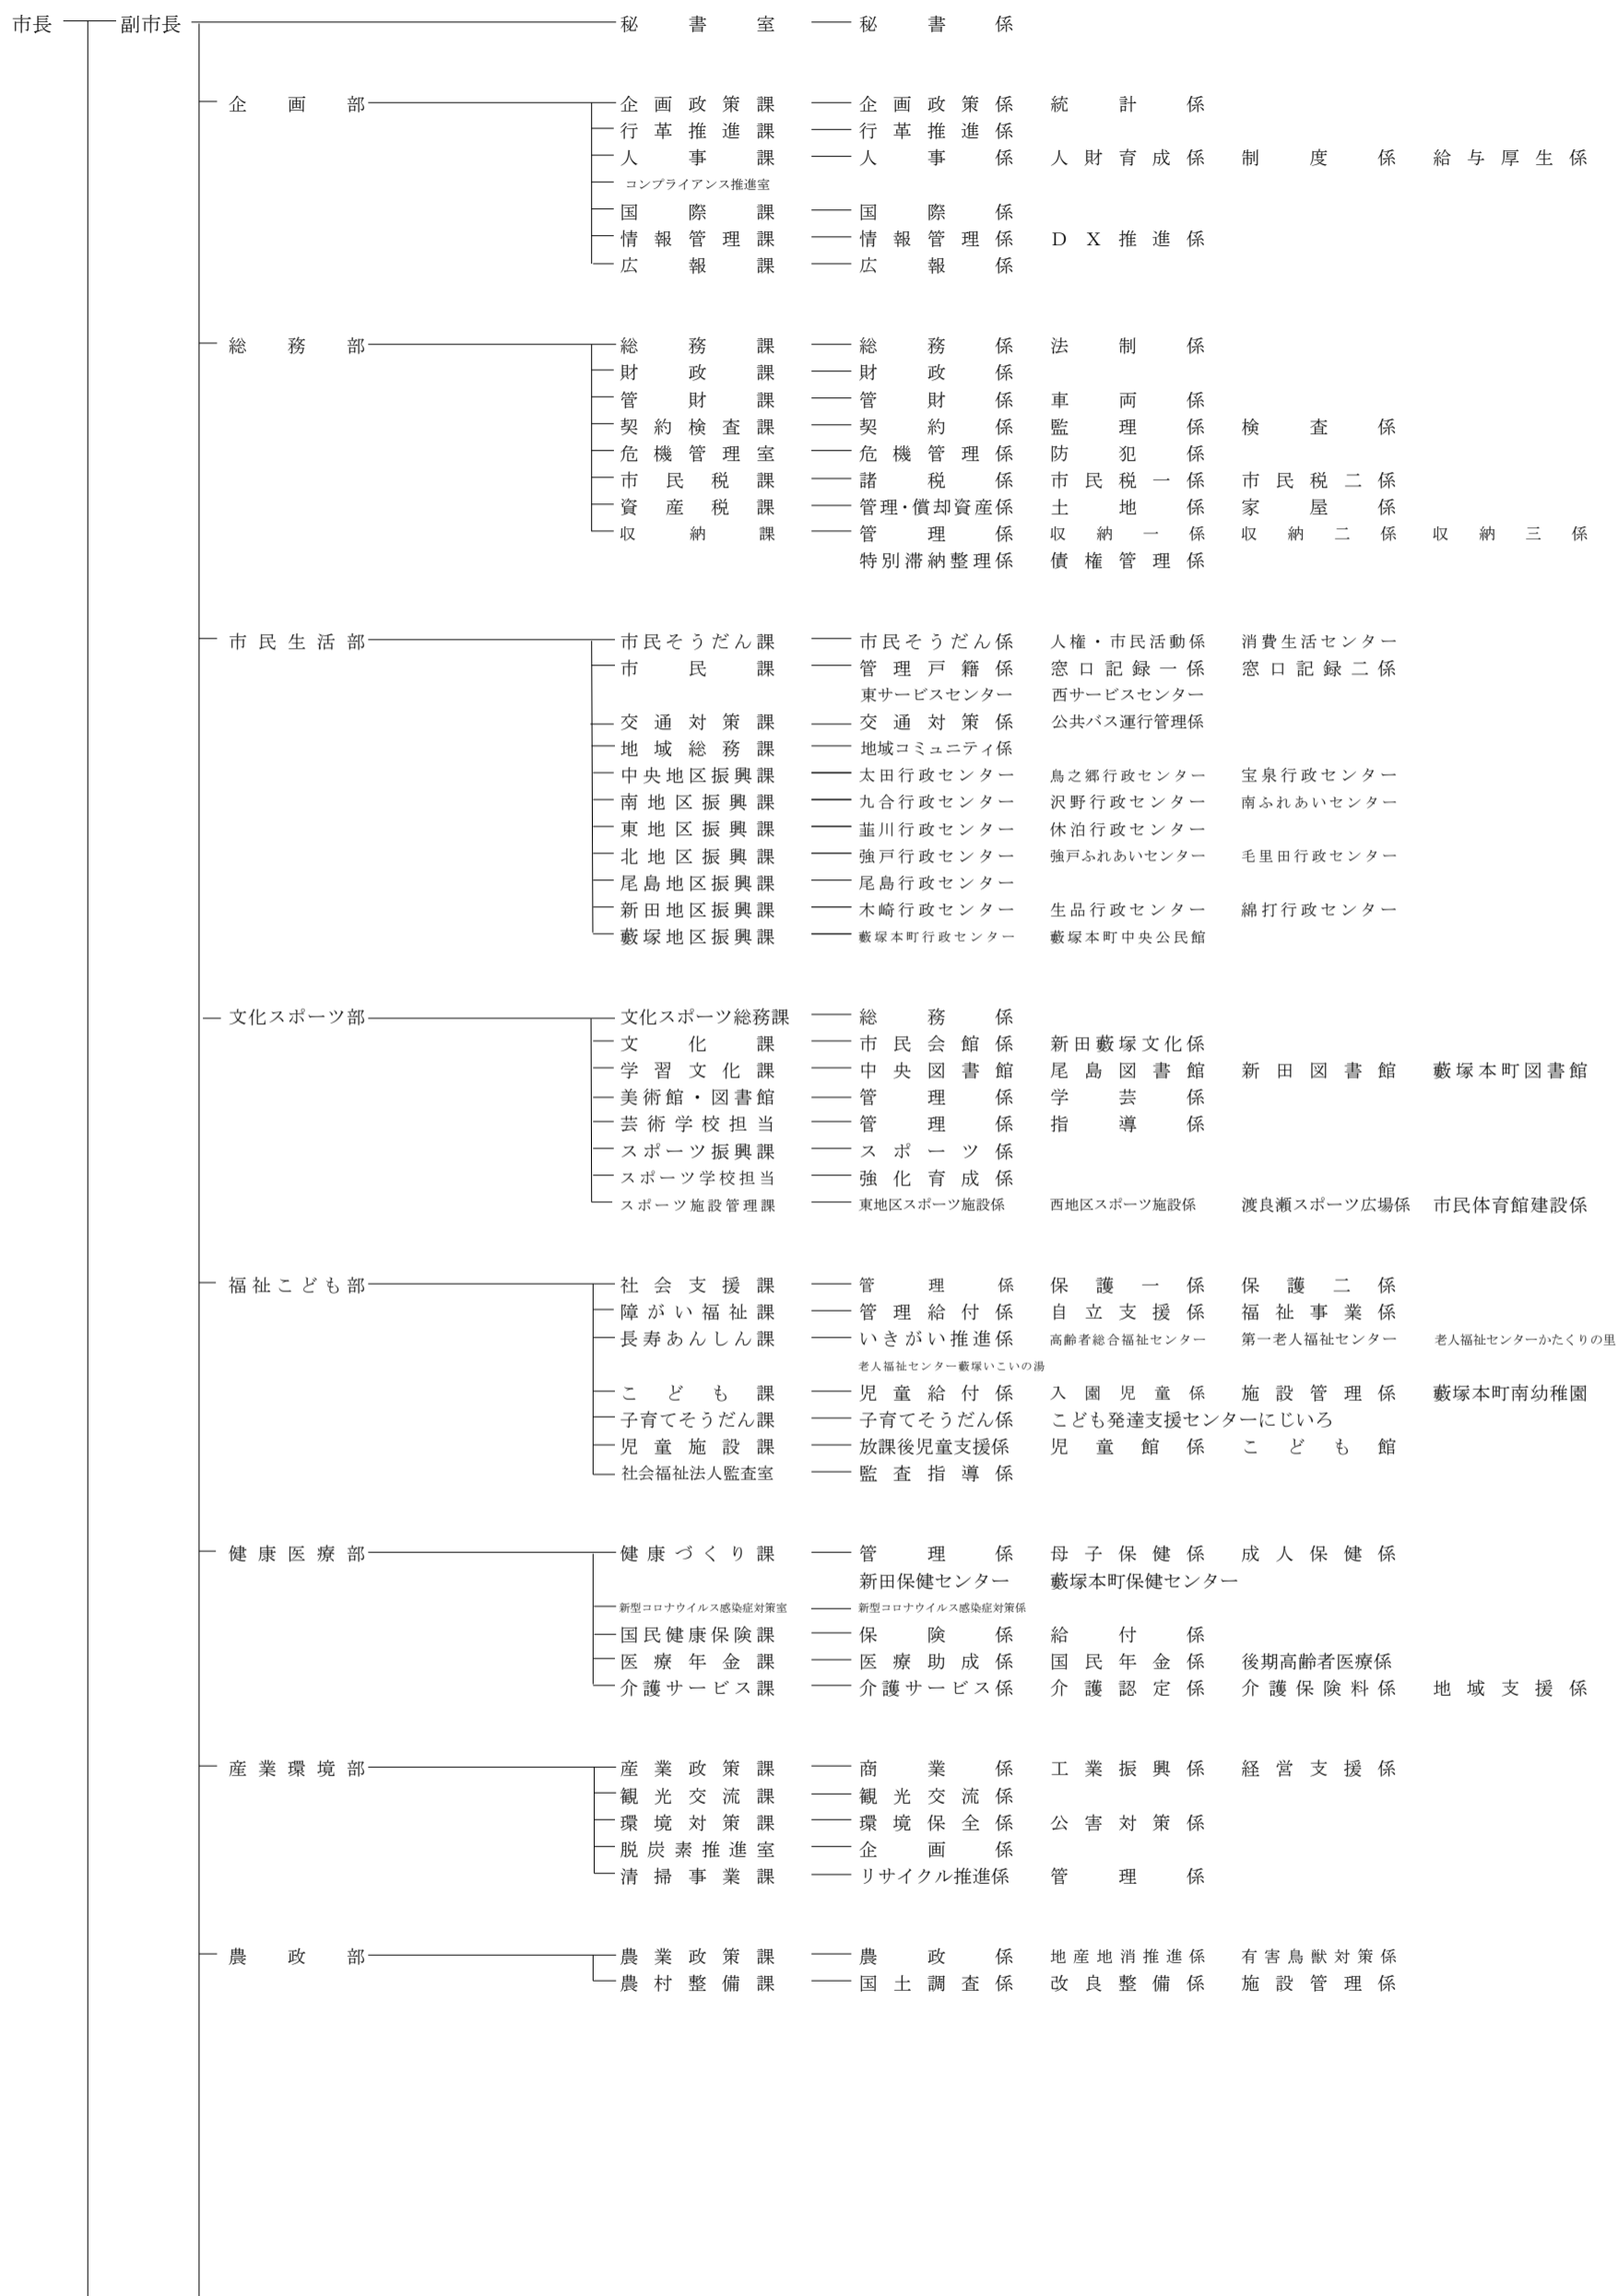 市長 副市長 秘書室 秘書係
企画部 企画政策課 企画政策係 統計係
行革推進課 行革推進係
人事課 人事係 人財育成係 制度係 給与厚生係
コンプライアンス推進室
国際課 国際係
情報管理課 情報管理係 DX推進係
広報課 広報係
総務部 総務課 総務係 法制係
財政課 財政係
管財課 管財係 車両係
契約検査課 契約係 監理係 検査係
危機管理室 危機管理係 防犯係
市民税課 諸税係 市民税一係 市民税二係
資産税課 管理・償却資産係 土地係 家屋係
収納課 管理係 収納一係 収納二係 収納三係
特別滞納整理係 債権管理係
市民生活部 市民そうだん課 市民そうだん係 人権・市民活動係 消費生活センター
市民課 管理戸籍係 窓口記録一係 窓口記録二係
東サービスセンター 西サービスセンター
交通対策課 交通対策係 公共バス運行管理係
地域総務課 地域コミュニティ係
中央地区振興課 太田行政センター 鳥之郷行政センター 宝泉行政センター
南地区振興課 九合行政センター 沢野行政センター 南ふれあいセンター
東地区振興課 韮川行政センター 休泊行政センター
北地区振興課 強戸行政センター 強戸ふれあいセンター 毛里田行政センター
尾島地区振興課 尾島行政センター
新田地区振興課 木崎行政センター 生品行政センター 綿打行政センター
藪塚地区振興課 藪塚本町行政センター 藪塚本町中央公民館
文化スポーツ部 文化スポーツ総務課 総務係
文化課 市民会館係 新田藪塚文化係
学習文化課 中央図書館 尾島図書館 新田図書館 藪塚本町図書館
美術館・図書館 管理係 学芸係
芸術学校担当 管理係 指導係
スポーツ振興課 スポーツ係
スポーツ学校担当 強化育成係
スポーツ施設管理課 東地区スポーツ施設係 西地区スポーツ施設係 渡良瀬スポーツ広場係 市民体育館建設係
福祉こども部 社会支援課 管理係 保護一係 保護二係
障がい福祉課 管理給付係 自立支援係 福祉事業係
長寿あんしん課 いきがい推進係 高齢者総合福祉センター 第一老人福祉センター 老人福祉センターかたくりの里
老人福祉センター藪塚いこいの湯
こども課 児童給付係 入園児童係 施設管理係 藪塚本町南幼稚園
子育てそうだん課 子育てそうだん係 こども発達支援センターにじいろ
児童施設課 放課後児童支援係 児童館係 こども館
社会福祉法人監査室 監査指導係
健康医療部 健康づくり課 管理係 母子保健係 成人保健係
新田保健センター 藪塚本町保健センター
新型コロナウイルス感染症対策室 新型コロナウイルス感染症対策係
国民健康保険課 保険係 給付係
医療年金課 医療助成係 国民年金係 後期高齢者医療係
介護サービス課 介護サービス係 介護認定係 介護保険料係 地域支援係
産業環境部 産業政策課 商業係 工業振興係 経営支援係
観光交流課 観光交流係
環境対策課 環境保全係 公害対策係
脱炭素推進室 企画係
清掃事業課 リサイクル推進係 管理係
農政部 農業政策課 農政係 地産地消推進係 有害鳥獣対策係
農村整備課 国土調査係 改良整備係 施設管理係